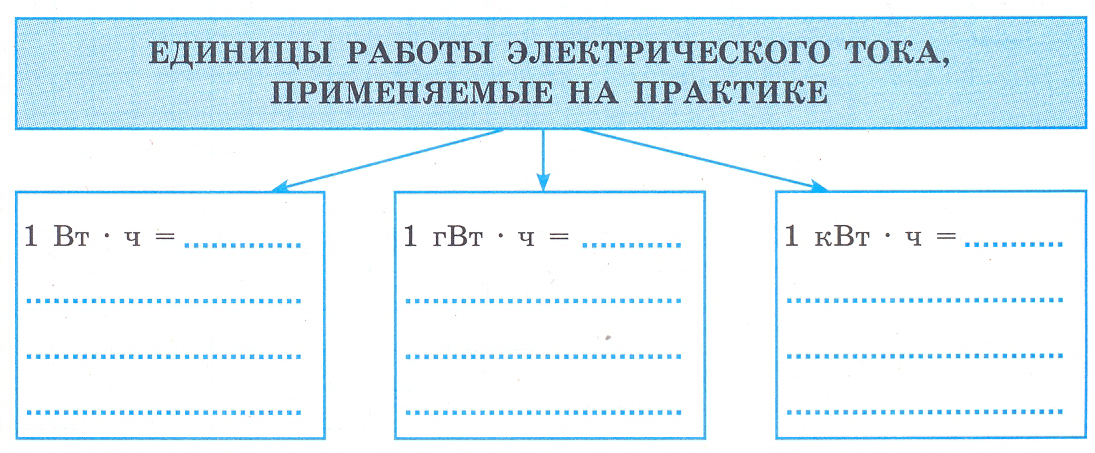 ЕДИНИЦЫ РАБОТЫ ЭЛЕКТРИЧЕСКОГО ТОКА,
ПРИМЕНЯЕМЫЕ НА ПРАКТИКЕ
1 Вт · ч =
1 гВт · ч =
1 кВт · ч =